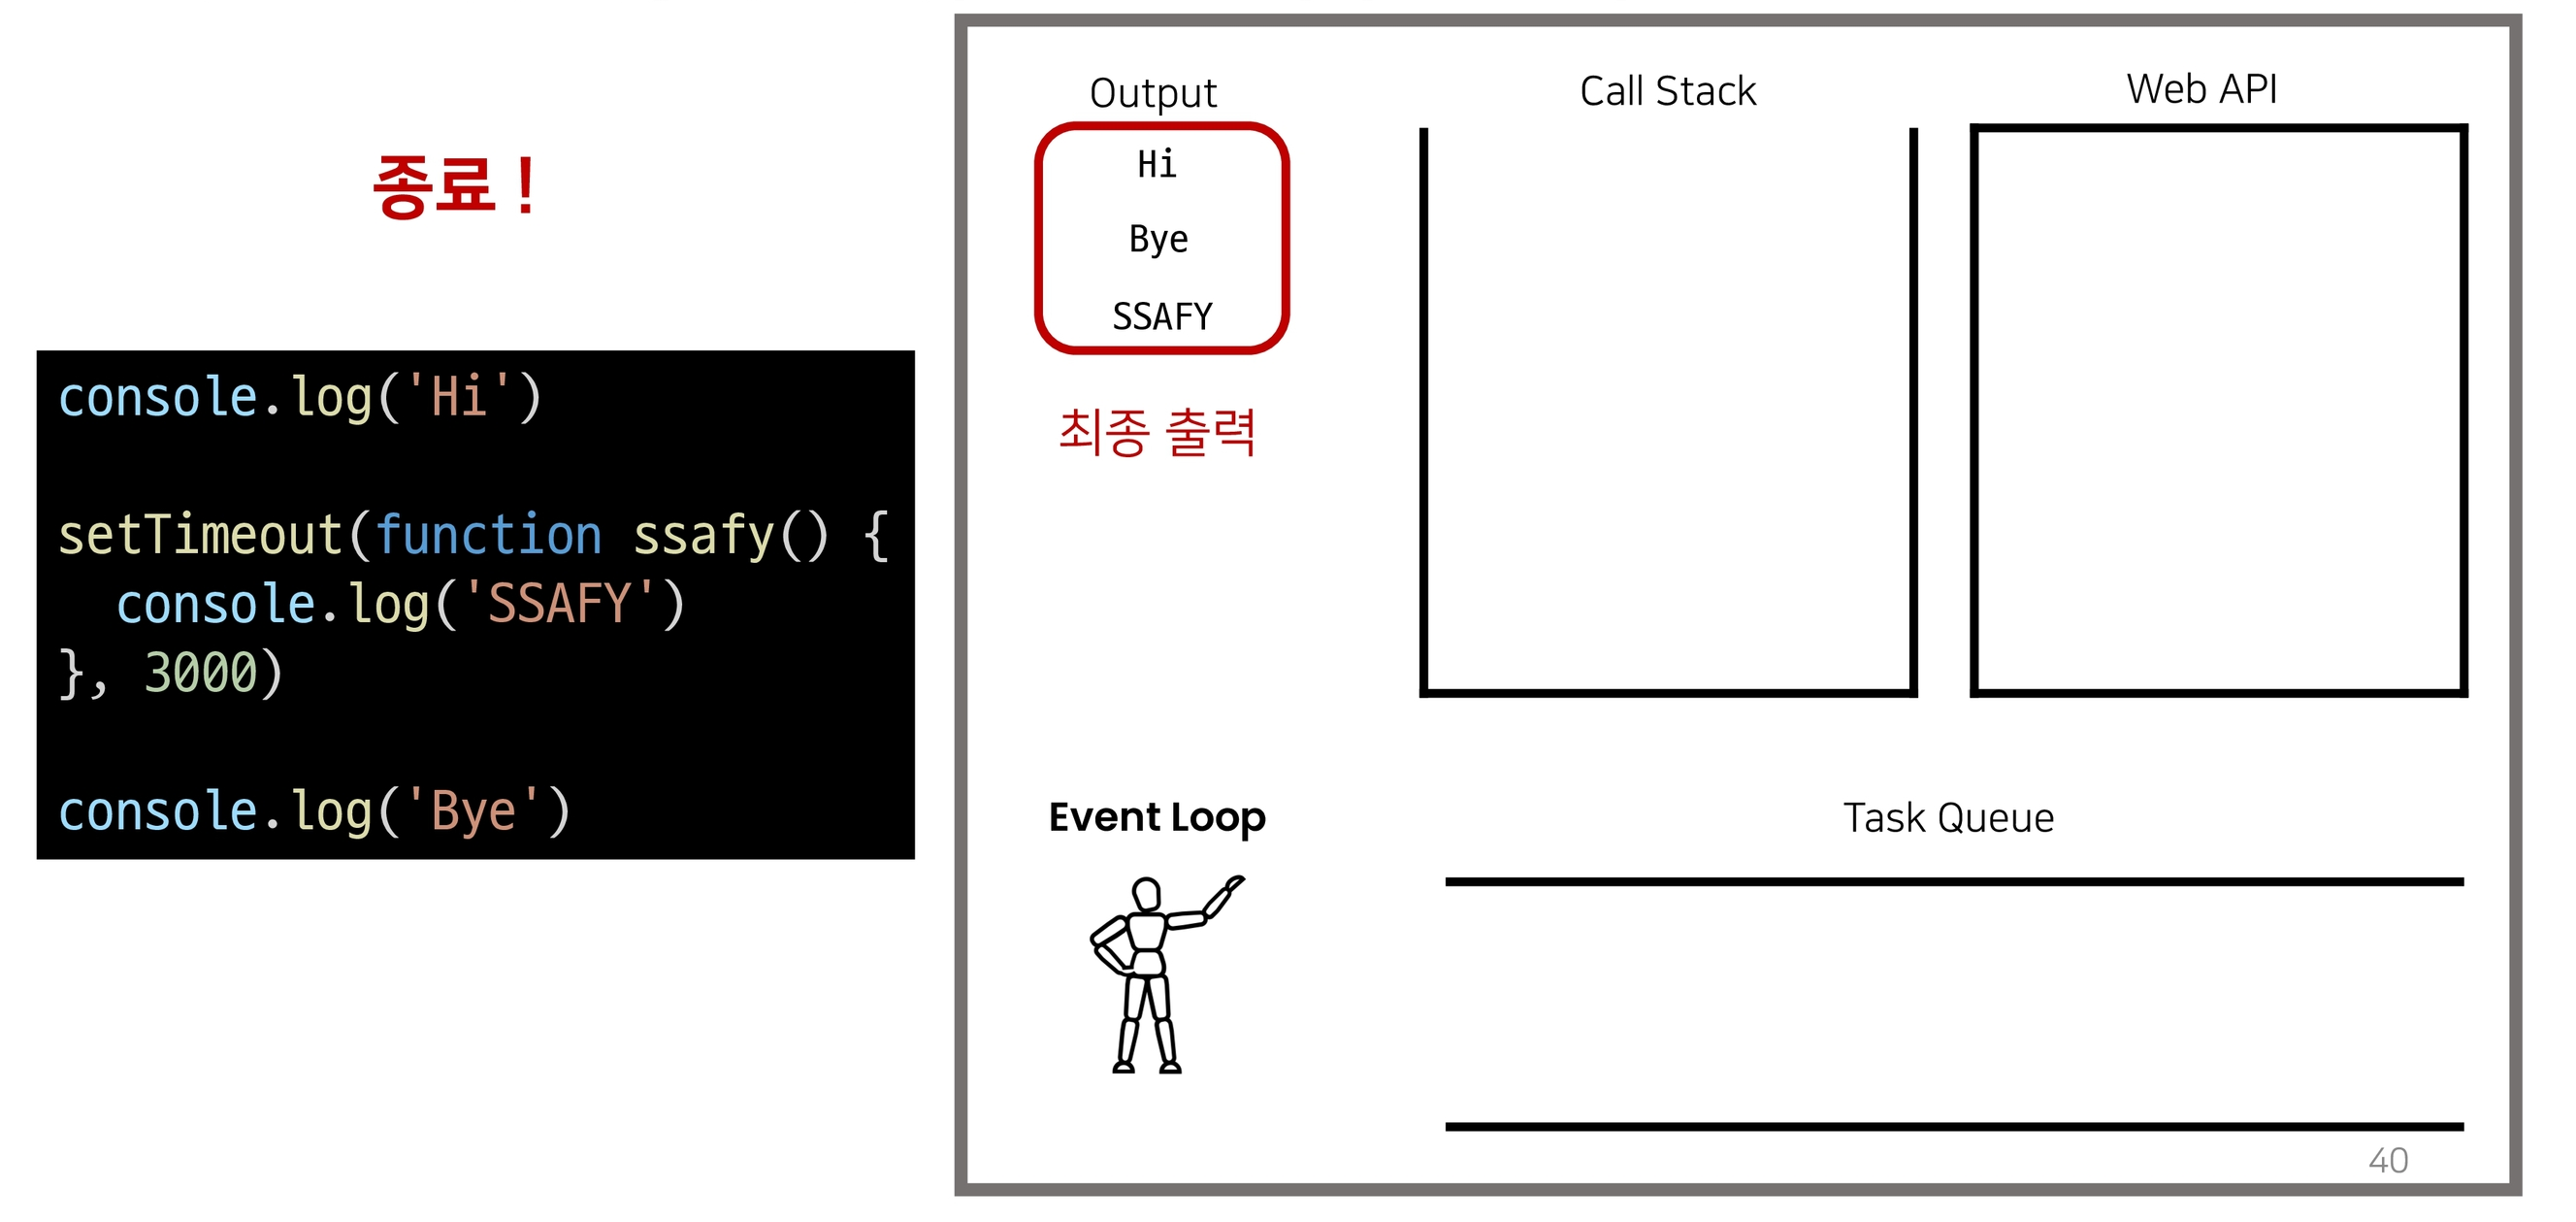 종료 !
console.log('Hi')
setTimeout(function ssafy() {
  console.log('SSAFY')
}, 3000)
console.log('Bye')
Output
Hi
Bye
SSAFY
최종 출력
Call Stack
Web API
Event Loop
Task Queue
40